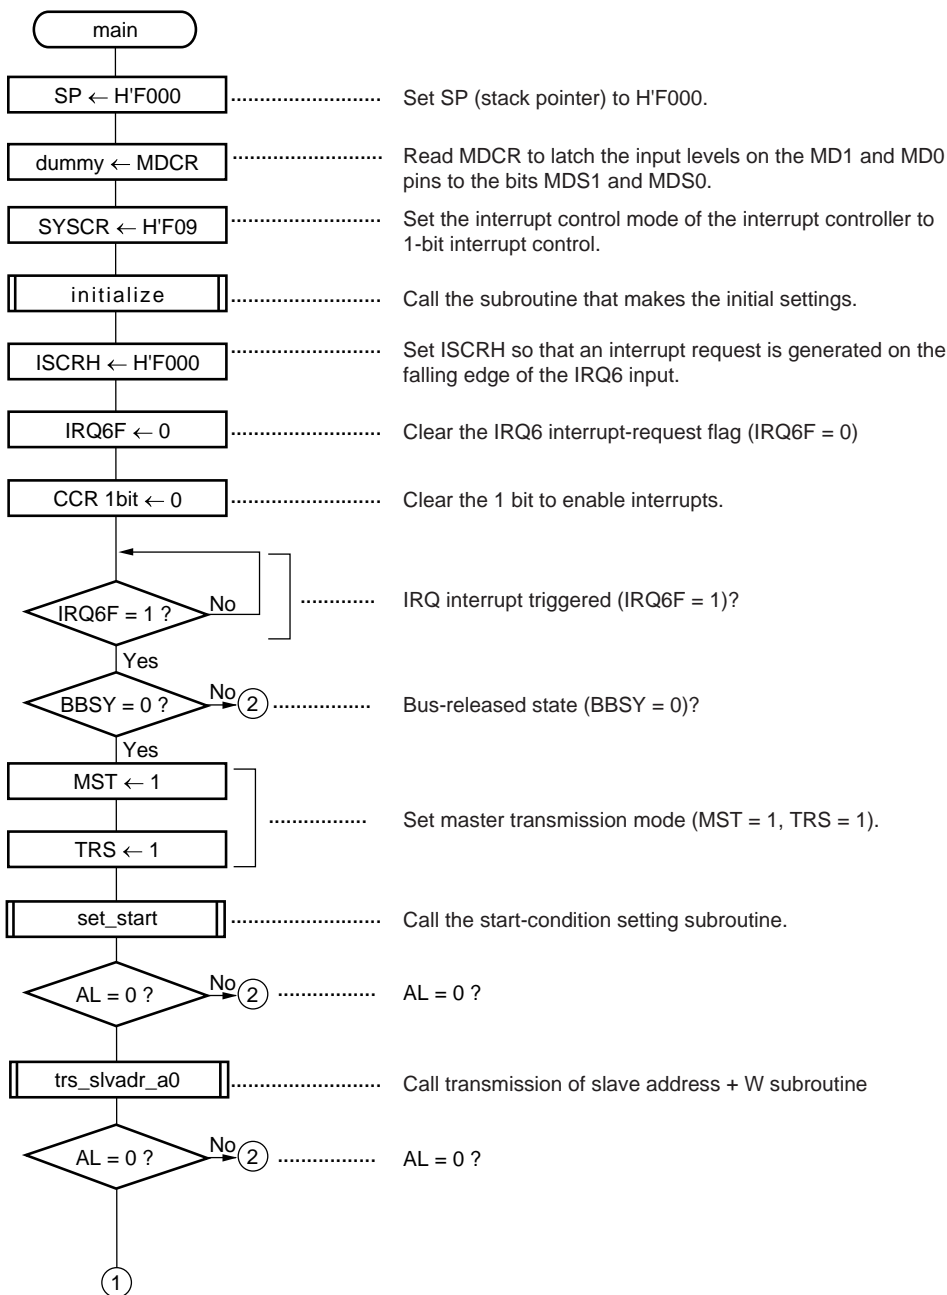 main
SP ← H'F000
Set SP (stack pointer) to H'F000.
dummy ← MDCR
Read MDCR to latch the input levels on the MD1 and MD0
pins to the bits MDS1 and MDS0.
SYSCR ← H'F09
Set the interrupt control mode of the interrupt controller to
1-bit interrupt control.
initialize
Call the subroutine that makes the initial settings.
ISCRH ← H'F000
Set ISCRH so that an interrupt request is generated on the
falling edge of the IRQ6 input.
IRQ6F ← 0
Clear the IRQ6 interrupt-request flag (IRQ6F = 0)
CCR 1bit ← 0
Clear the 1 bit to enable interrupts.
IRQ6F = 1 ?
No
IRQ interrupt triggered (IRQ6F = 1)?
Yes
BBSY = 0 ?
No
2
Bus-released state (BBSY = 0)?
Yes
MST ← 1
TRS ← 1
Set master transmission mode (MST = 1, TRS = 1).
set_start
Call the start-condition setting subroutine.
AL = 0 ?
No
2
AL = 0 ?
trs_slvadr_a0
Call transmission of slave address + W subroutine
AL = 0 ?
No
2
AL = 0 ?
1